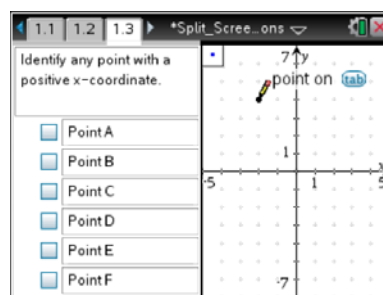 1.1 1.2 1.3 *Split_Scree...ons
Identify any point with a
positive x-coordinate.
Point A
Point B
Point C
Point D
Point E
Point F
7 y
point on tab
1
x
-5 1 5
-7